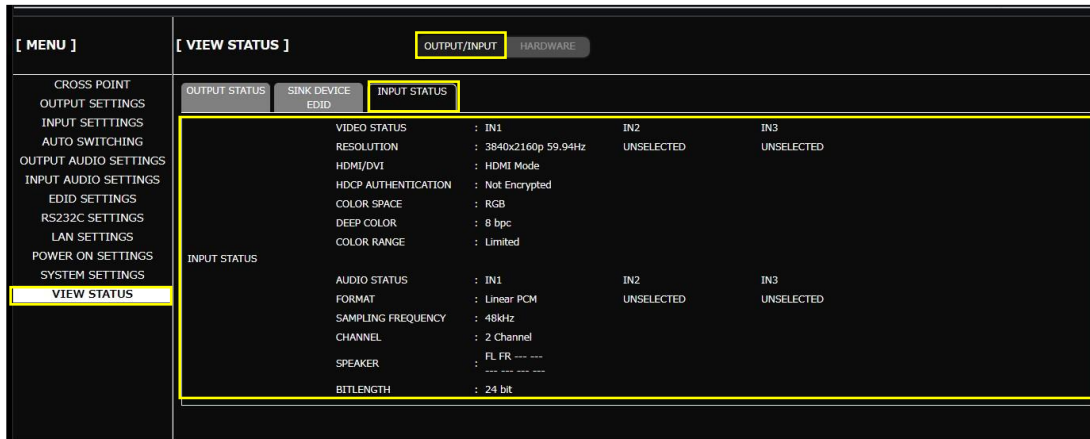 [ MENU ]
[ VIEW STATUS ]
OUTPUT/INPUT HARDWARE
CROSS POINT
OUTPUT SETTINGS
INPUT SETTTINGS
AUTO SWITCHING
OUTPUT AUDIO SETTINGS
INPUT AUDIO SETTINGS
EDID SETTINGS
RS232C SETTINGS
LAN SETTINGS
POWER ON SETTINGS
SYSTEM SETTINGS
VIEW STATUS
OUTPUT STATUS
SINK DEVICE
EDID
INPUT STATUS
INPUT STATUS
VIDEO STATUS : IN1 IN2 IN3
RESOLUTION : 3840x2160p 59.94Hz UNSELECTED UNSELECTED
HDMI/DVI : HDMI Mode
HDCP AUTHENTICATION : Not Encrypted
COLOR SPACE : RGB
DEEP COLOR : 8 bpc
COLOR RANGE : Limited
AUDIO STATUS : IN1 IN2 IN3
FORMAT : Linear PCM UNSELECTED UNSELECTED
SAMPLING FREQUENCY : 48kHz
CHANNEL : 2 Channel
SPEAKER : FL FR --- ---
--- --- --- ---
BITLENGTH : 24 bit